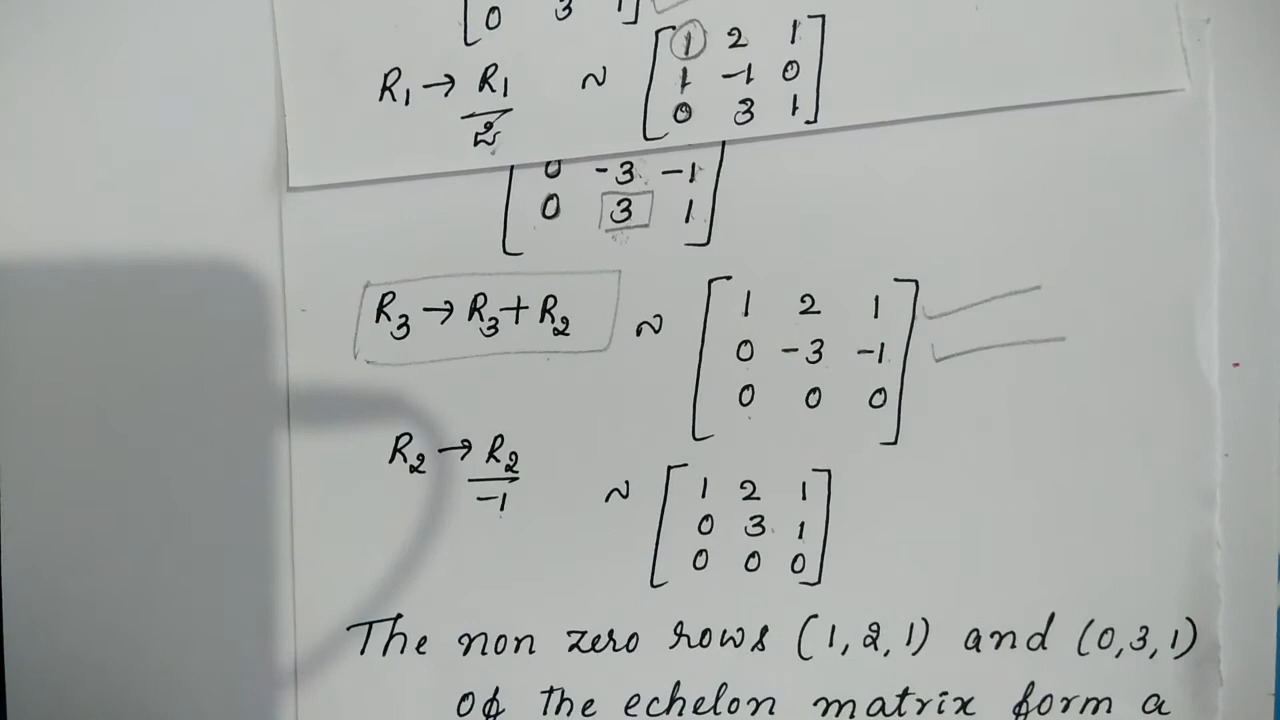 [0 3 1]
R₁ → R₁/2 ~ [1 2 1
1 -1 0
0 3 1]
[0 -3 -1
0 3 1]
R₃ → R₃ + R₂ ~ [1 2 1
0 -3 -1
0 0 0]
R₂ → R₂/-1 ~ [1 2 1
0 3 1
0 0 0]
The non zero rows (1,2,1) and (0,3,1)
of the echelon matrix form a